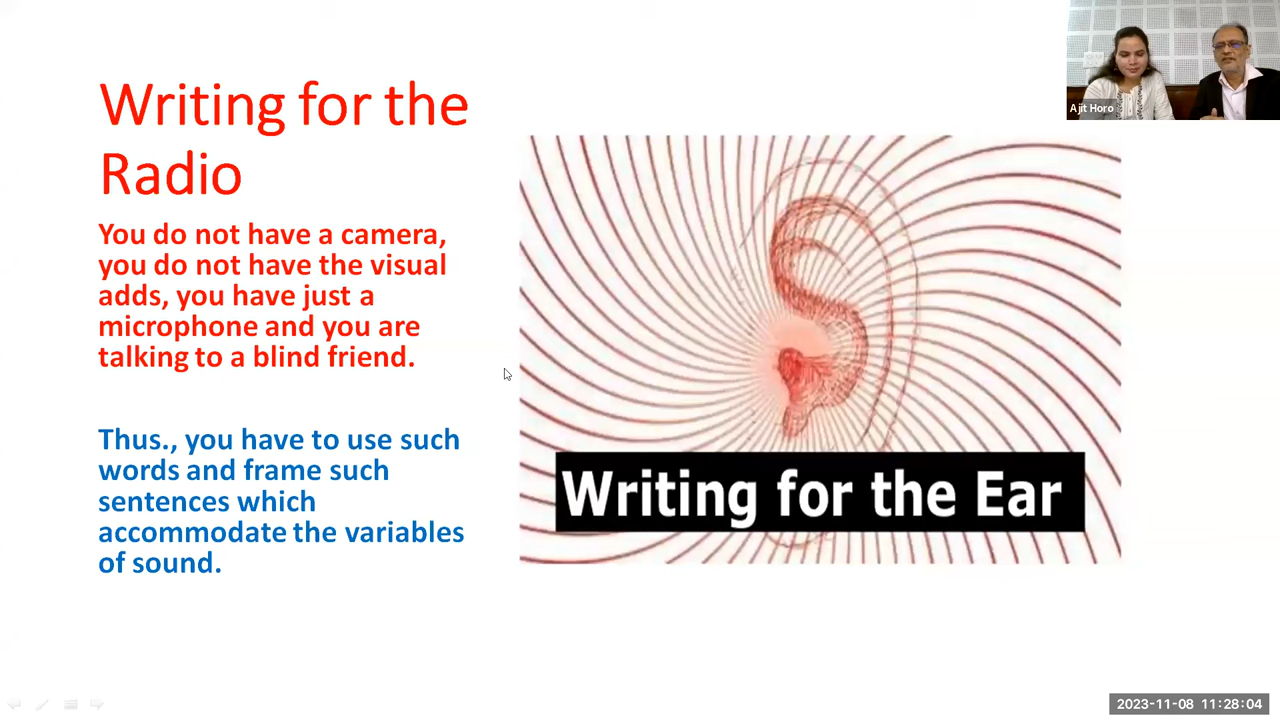 Writing for the
Radio
You do not have a camera,
you do not have the visual
adds, you have just a
microphone and you are
talking to a blind friend.
Thus., you have to use such
words and frame such
sentences which
accommodate the variables
of sound.
Writing for the Ear
Ajit Horo
2023-11-08 11:28:04